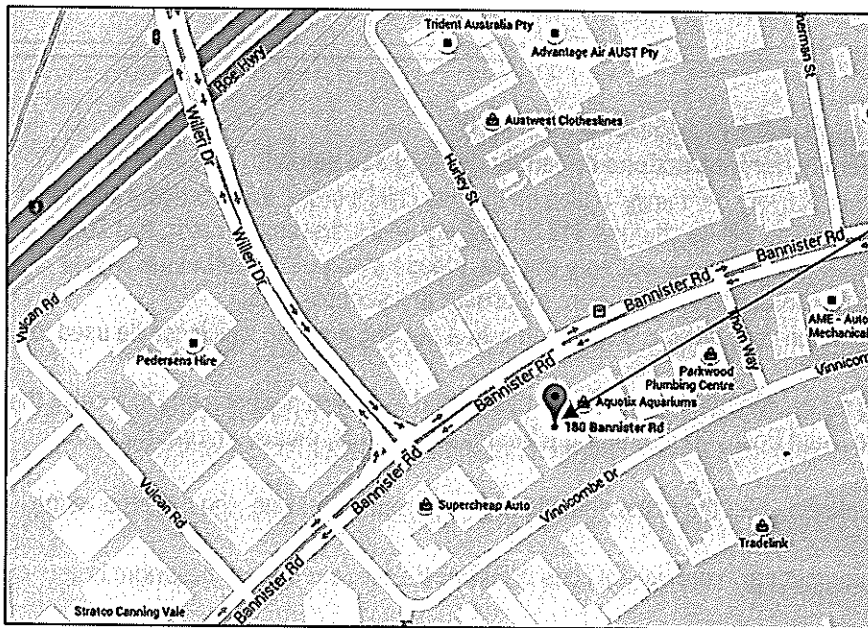 Trident Australia Pty
Advantage Air AUST Pty
Roe Hwy
Willeri Dr
Austwest Clotheslines
Hurley St
Willeri Dr
Bannister Rd
Bannister Rd
Vulcan Rd
AME - Auto
Mechanical
Pedersens Hire
Thorn Way
Parkwood
Plumbing Centre
Bannister Rd
Aquotix Aquariums
180 Bannister Rd
Bannister Rd
Vulcan Rd
Supercheap Auto
Vinnicombe Dr
Tradelink
Bannister Rd
Stratco Canning Vale